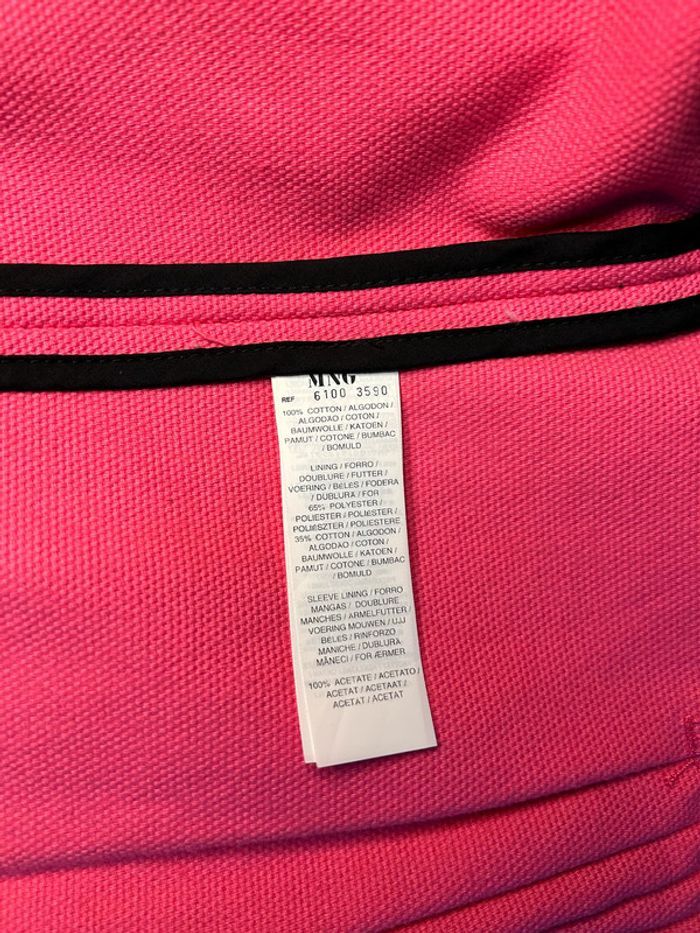 MNG
REF 6100 3590
100% COTTON / ALGODON /
ALGODAO / COTON /
BAUMWOLLE / KATOEN /
PAMUT / COTONE / BUMBAC
/ BOMULD
LINING / FORRO /
DOUBLURE / FUTTER /
VOERING / BéLéS / FODERA
/ DUBLURA / FOR
65% POLYESTER /
POLIESTER / POLIESTER /
POLIéSZTER / POLIESTERE
35% COTTON / ALGODON /
ALGODAO / COTON /
BAUMWOLLE / KATOEN /
PAMUT / COTONE / BUMBAC
/ BOMULD
SLEEVE LINING / FORRO
MANGAS / DOUBLURE
MANCHES / ARMELFUTTER /
VOERING MOUWEN / UJJ
BéLéS / RINFORZO
MANICHE / DUBLURA
MÂNECI / FOR ÆRMER
100% ACETATE / ACETATO /
ACETAT / ACETAAT /
ACETAT / ACETAT